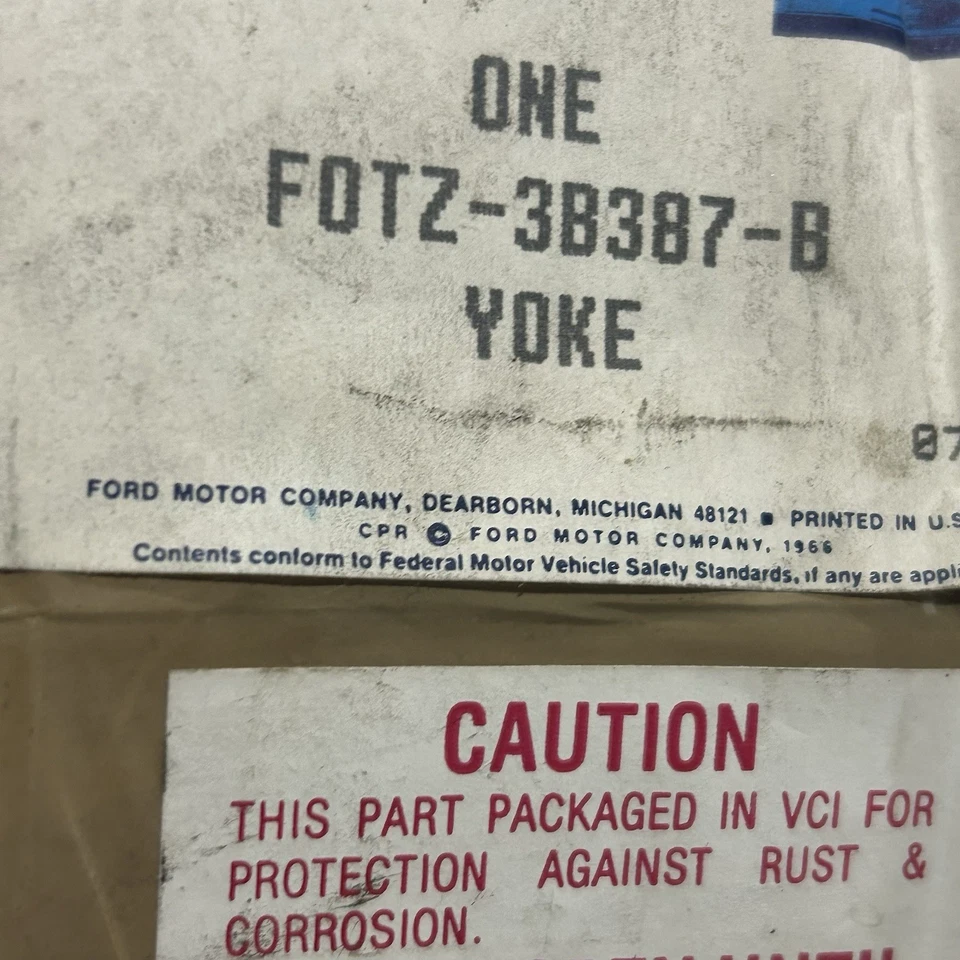 ONE
F0TZ-3B387-B
YOKE
07
FORD MOTOR COMPANY, DEARBORN, MICHIGAN 48121 ■ PRINTED IN U.S
CPR © FORD MOTOR COMPANY, 1966
Contents conform to Federal Motor Vehicle Safety Standards, if any are appli
CAUTION
THIS PART PACKAGED IN VCI FOR
PROTECTION AGAINST RUST &
CORROSION.